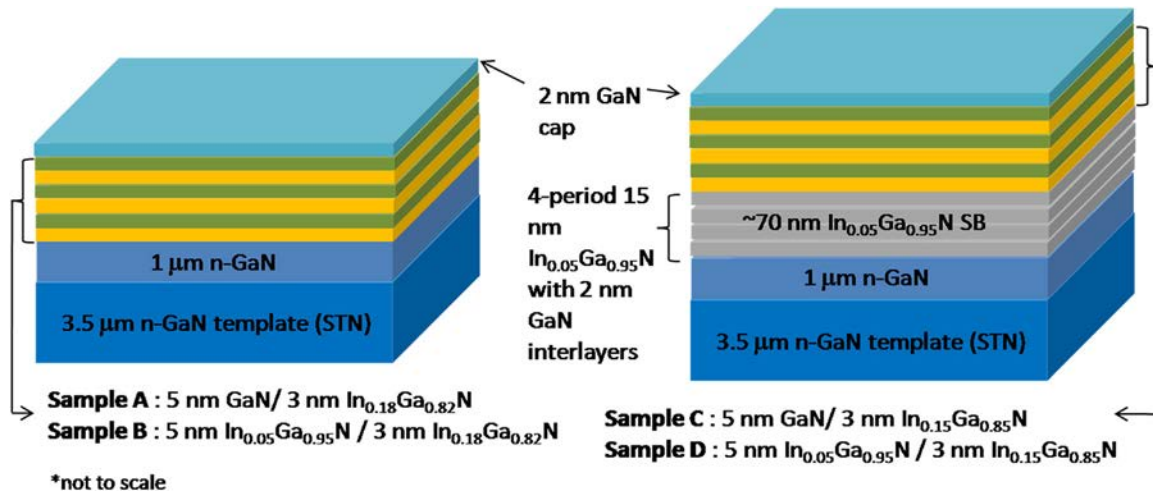 2 nm GaN
cap
1 μm n-GaN
3.5 μm n-GaN template (STN)
Sample A : 5 nm GaN/ 3 nm In0.18Ga0.82N
Sample B : 5 nm In0.05Ga0.95N / 3 nm In0.18Ga0.82N
*not to scale
4-period 15
nm
In0.05Ga0.95N
with 2 nm
GaN
interlayers
~70 nm In0.05Ga0.95N SB
1 μm n-GaN
3.5 μm n-GaN template (STN)
Sample C : 5 nm GaN/ 3 nm In0.15Ga0.85N
Sample D : 5 nm In0.05Ga0.95N / 3 nm In0.15Ga0.85N